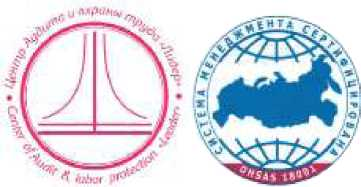 Центр Аудита и охраны труда «Лидер»
Center of Audit & labor protection «Leader»
СИСТЕМА МЕНЕДЖМЕНТА СЕРТИФИЦИРОВАНА
OHSAS 18001